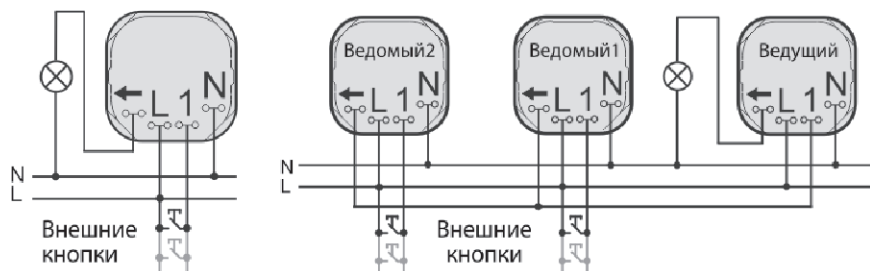 L 1 N
N
L
Внешние
кнопки
Ведомый2
L 1 N
Ведомый1
L 1 N
Ведущий
L 1 N
N
L
Внешние
кнопки